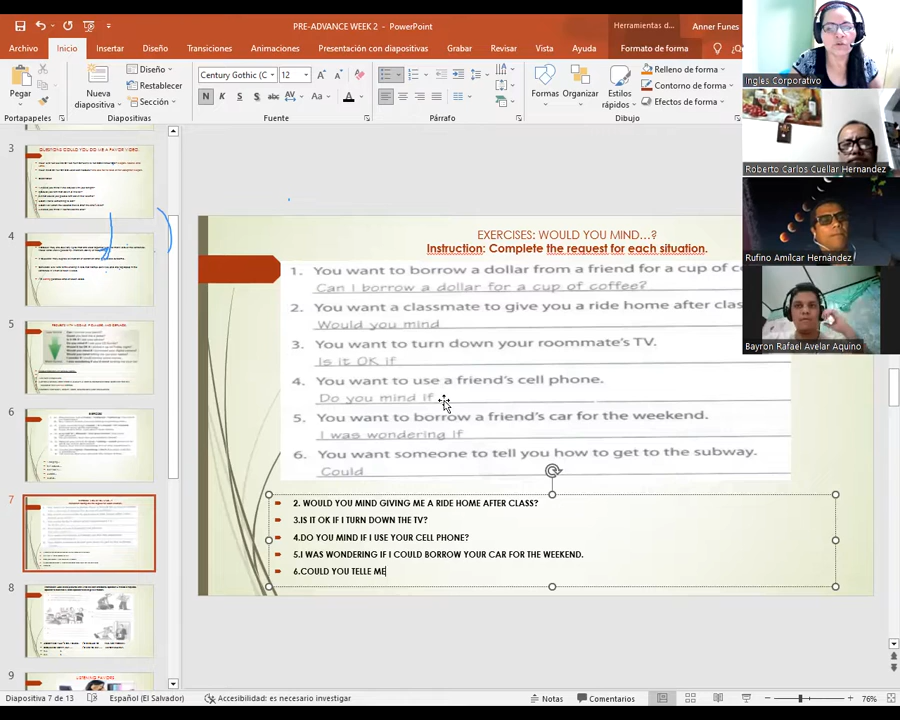 PRE-ADVANCE WEEK 2 - PowerPoint
Herramientas d...
Anner Funes
Archivo
Inicio
Insertar
Diseño
Transiciones
Animaciones
Presentación con diapositivas
Grabar
Revisar
Vista
Ayuda
Formato de forma
Pegar
Nueva diapositiva
Diseño
Restablecer
Sección
Century Gothic (C
12
N K S S abc AV Aa A
Formas
Organizar
Estilos rápidos
Relleno de forma
Contorno de forma
Efectos de forma
Portapapeles
Diapositivas
Fuente
Párrafo
Dibujo
Ingles Corporativo
Roberto Carlos Cuellar Hernandez
Rufino Amílcar Hernández
Bayron Rafael Avelar Aquino
3
4
5
6
7
8
9
EXERCISES: WOULD YOU MIND...?
Instruction: Complete the request for each situation.
1. You want to borrow a dollar from a friend for a cup of
Can I borrow a dollar for a cup of coffee?
2. You want a classmate to give you a ride home after
Would you mind
3. You want to turn down your roommate's TV.
Is it OK if
4. You want to use a friend's cell phone.
Do you mind if
5. You want to borrow a friend's car for the weekend.
I was wondering if
6. You want someone to tell you how to get to the subway.
Could
2. WOULD YOU MIND GIVING ME A RIDE HOME AFTER CLASS?
3.IS IT OK IF I TURN DOWN THE TV?
4.DO YOU MIND IF I USE YOUR CELL PHONE?
5.I WAS WONDERING IF I COULD BORROW YOUR CAR FOR THE WEEKEND.
6.COULD YOU TELLE ME
Diapositiva 7 de 13
Español (El Salvador)
Accesibilidad: es necesario investigar
Notas
Comentarios
76%